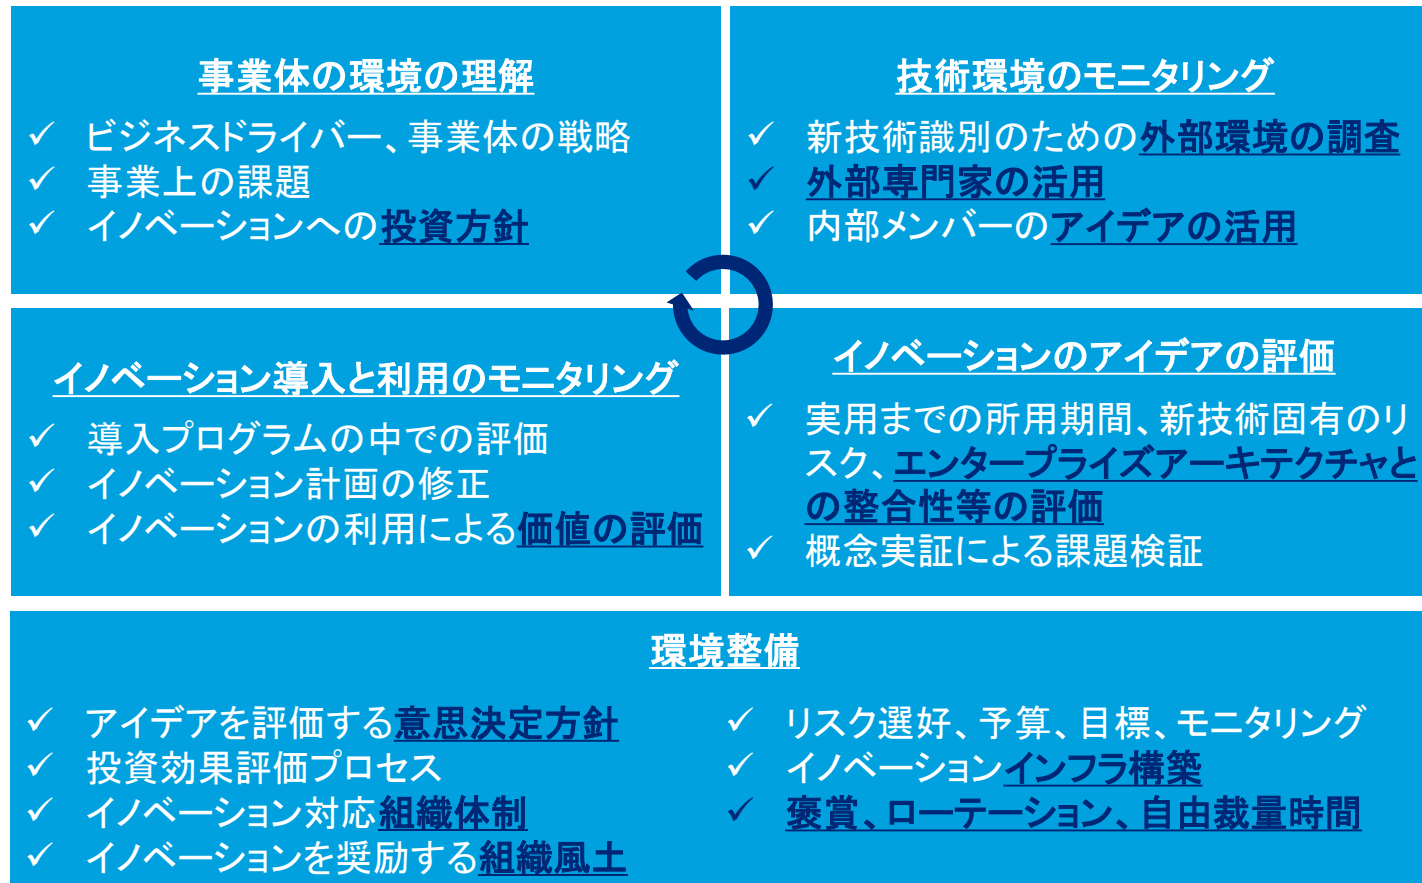 事業体の環境の理解
✓ ビジネスドライバー、事業体の戦略
✓ 事業上の課題
✓ イノベーションへの投資方針
技術環境のモニタリング
✓ 新技術識別のための外部環境の調査
✓ 外部専門家の活用
✓ 内部メンバーのアイデアの活用
イノベーション導入と利用のモニタリング
✓ 導入プログラムの中での評価
✓ イノベーション計画の修正
✓ イノベーションの利用による価値の評価
イノベーションのアイデアの評価
✓ 実用までの所用期間、新技術固有のリ
スク、エンタープライズアーキテクチャと
の整合性等の評価
✓ 概念実証による課題検証
環境整備
✓ アイデアを評価する意思決定方針
✓ 投資効果評価プロセス
✓ イノベーション対応組織体制
✓ イノベーションを奨励する組織風土
✓ リスク選好、予算、目標、モニタリング
✓ イノベーションインフラ構築
✓ 褒賞、ローテーション、自由裁量時間